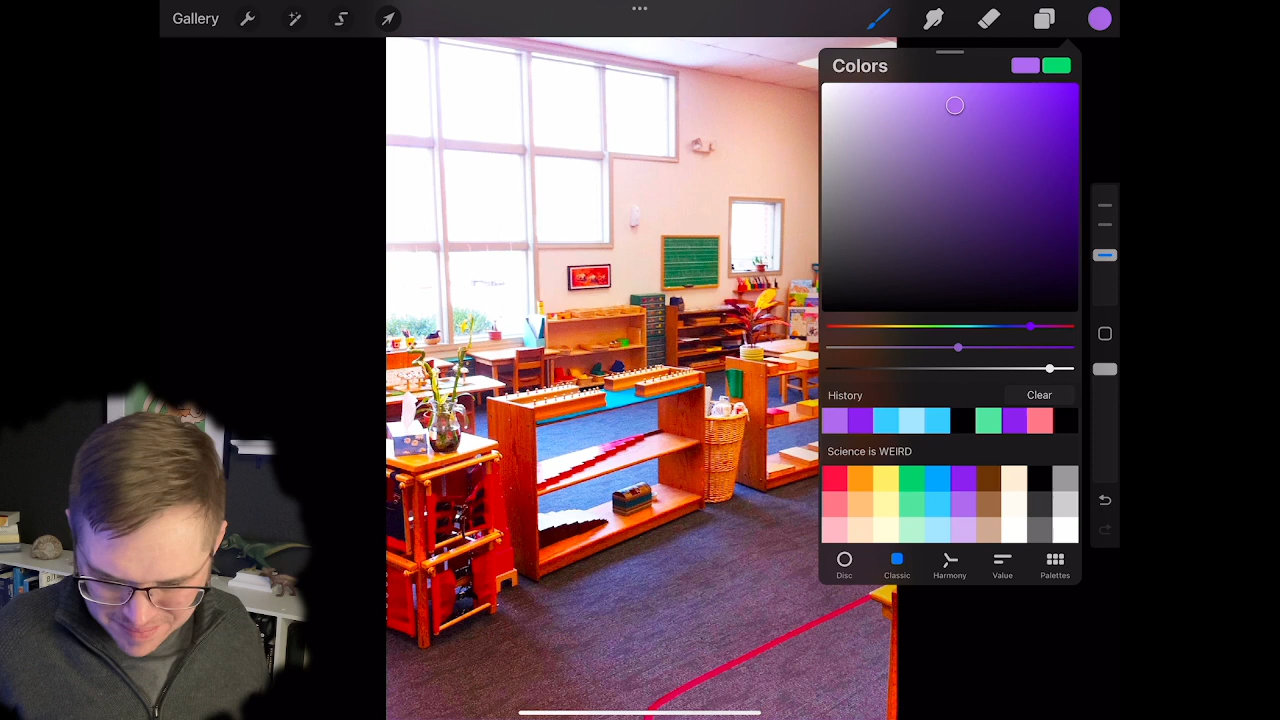 Gallery
Colors
History
Clear
Science is WEIRD
Disc
Classic
Harmony
Value
Palettes